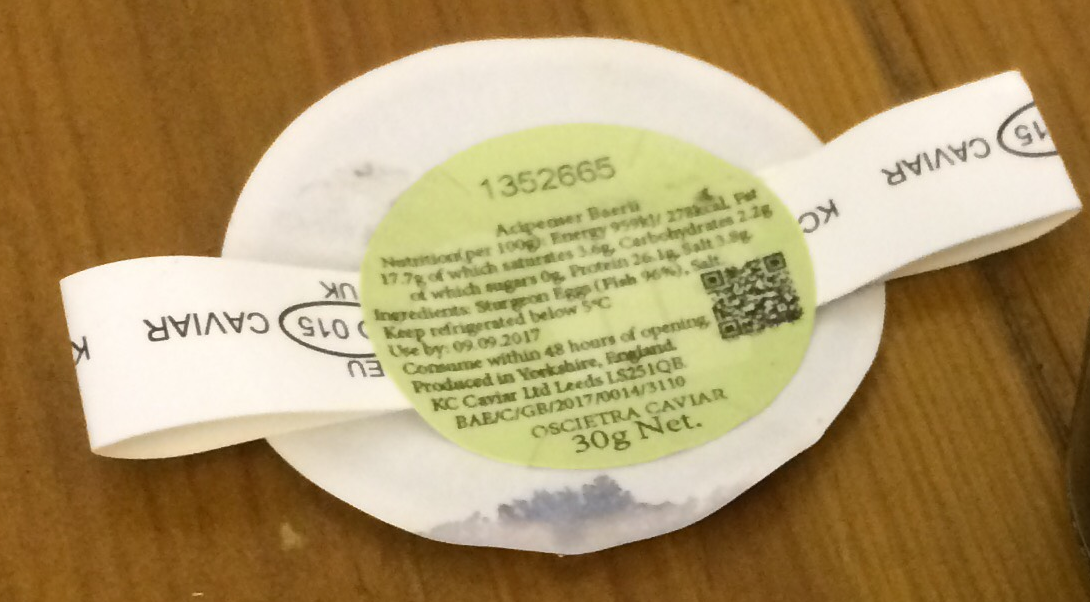 1352665
Acipenser Baerii
Nutrition(per 100g): Energy 959kJ/ 278kcal, Fat
17.7g of which saturates 3.6g, Carbohydrates 2.2g
of which sugars 0g, Protein 26.1g, Salt 3.8g.
Ingredients: Sturgeon Eggs (Fish 96%), Salt.
Keep refrigerated below 5°C
Use by: 09.09.2017
Consume within 48 hours of opening.
Produced in Yorkshire, England.
KC Caviar Ltd Leeds LS251QB
BAE/C/GB/2017/0014/3110
OSCIETRA CAVIAR
30g Net.
UK
015
CAVIAR
EU
KC
CAVIAR
15